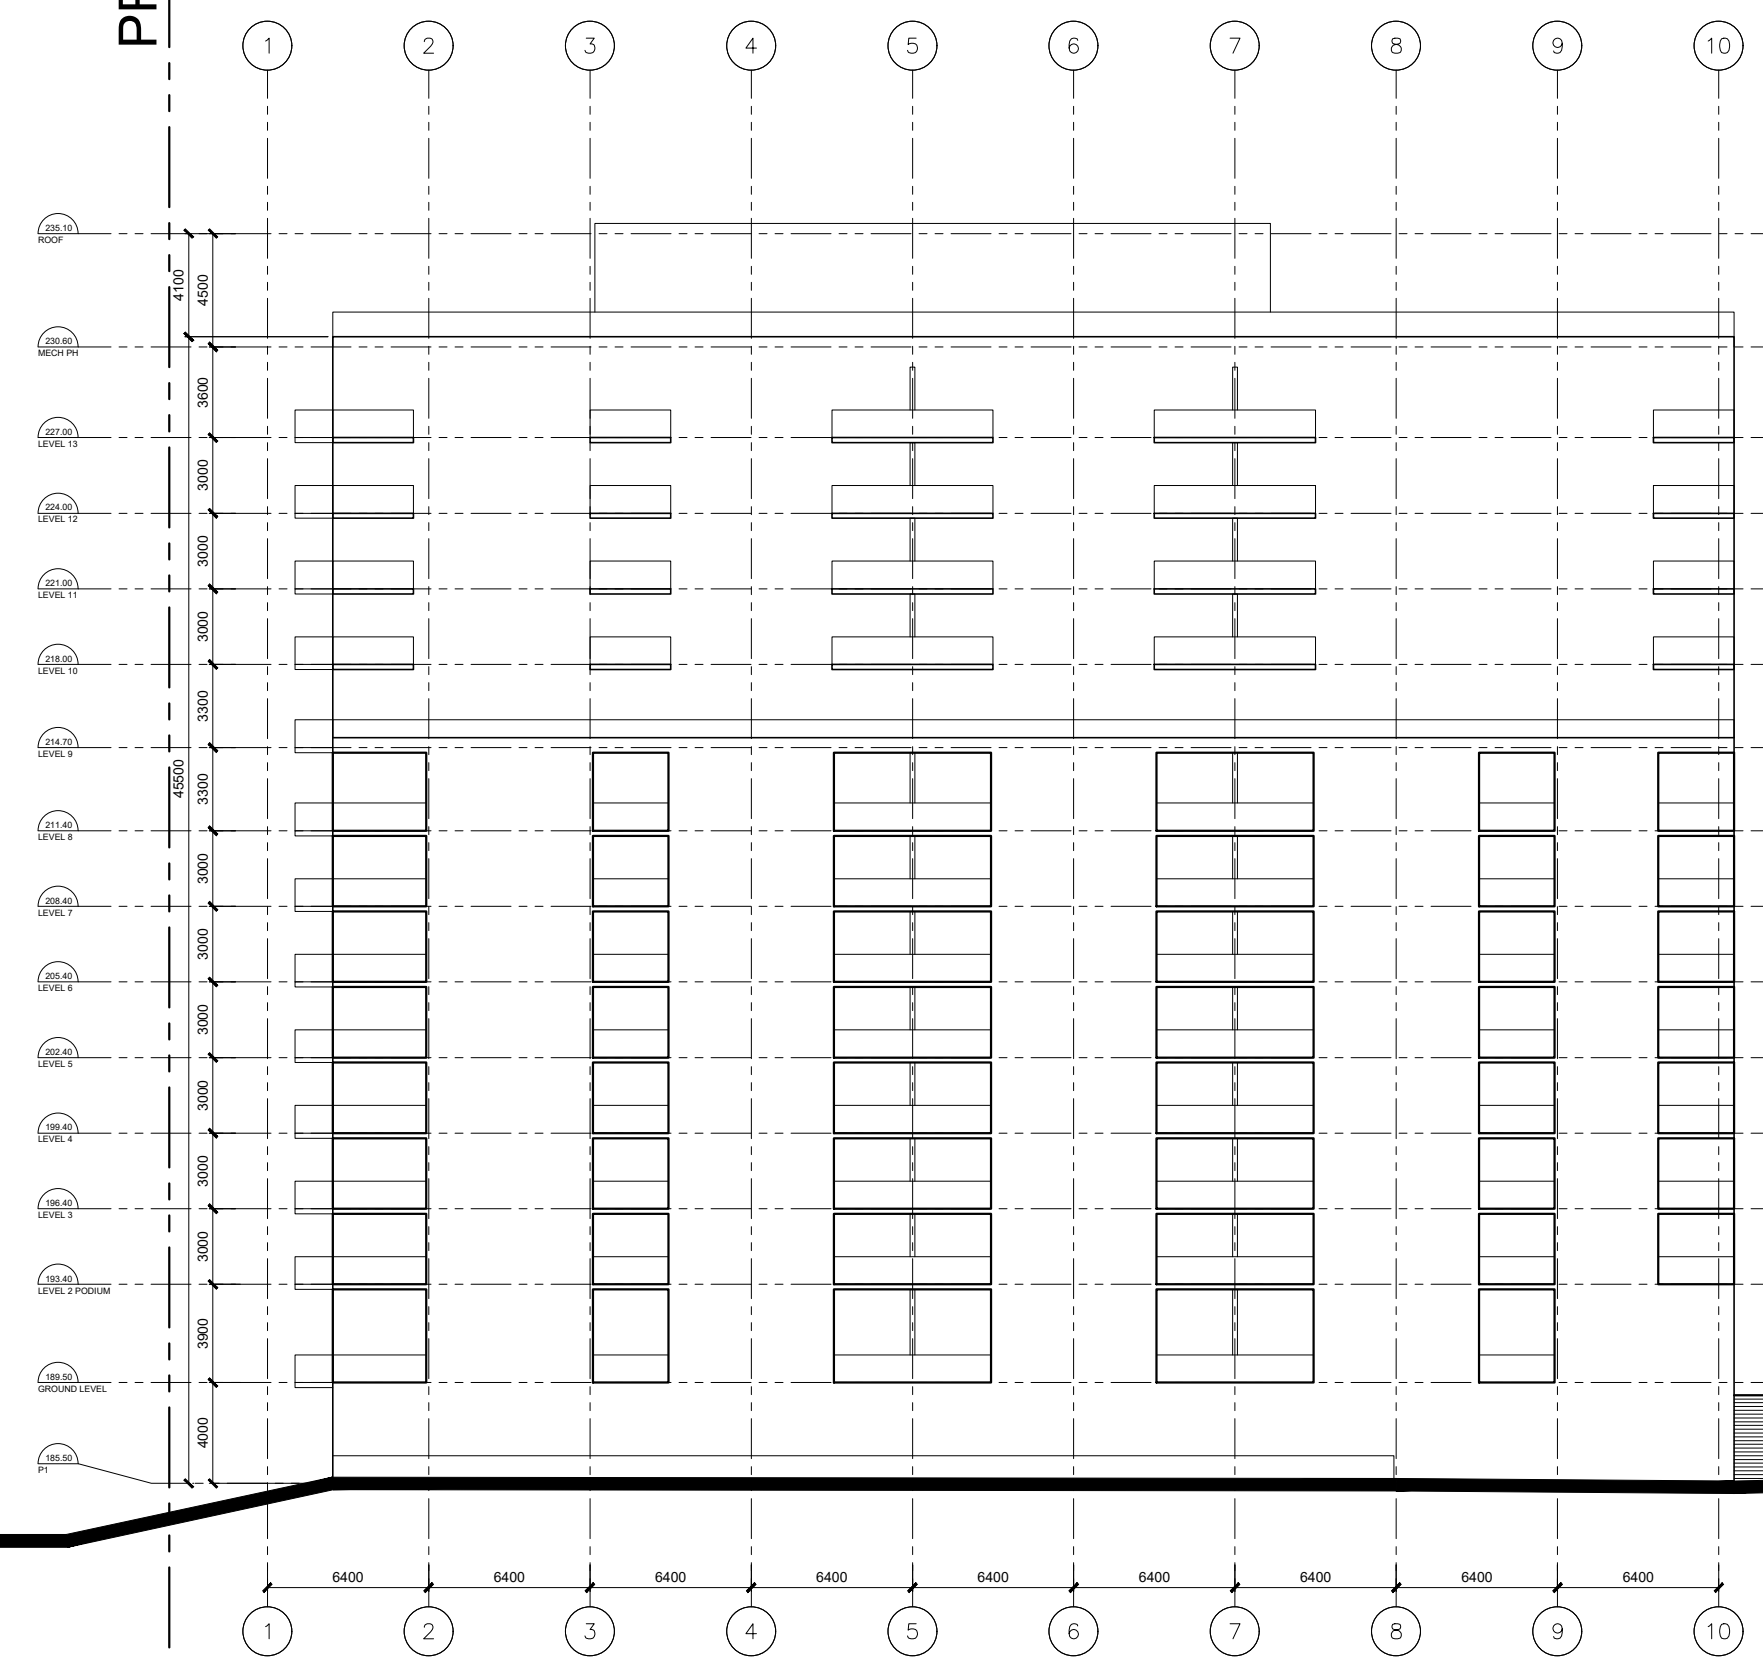 PF
1 2 3 4 5 6 7 8 9 10
235.10
ROOF
4100
4500
230.60
MECH PH
3600
227.00
LEVEL 13
3000
224.00
LEVEL 12
3000
221.00
LEVEL 11
3000
218.00
LEVEL 10
3300
214.70
LEVEL 9
45500
3300
211.40
LEVEL 8
3000
208.40
LEVEL 7
3000
205.40
LEVEL 6
3000
202.40
LEVEL 5
3000
199.40
LEVEL 4
3000
196.40
LEVEL 3
3000
193.40
LEVEL 2 PODIUM
3900
189.50
GROUND LEVEL
4000
185.50
P1
6400 6400 6400 6400 6400 6400 6400 6400 6400
1 2 3 4 5 6 7 8 9 10